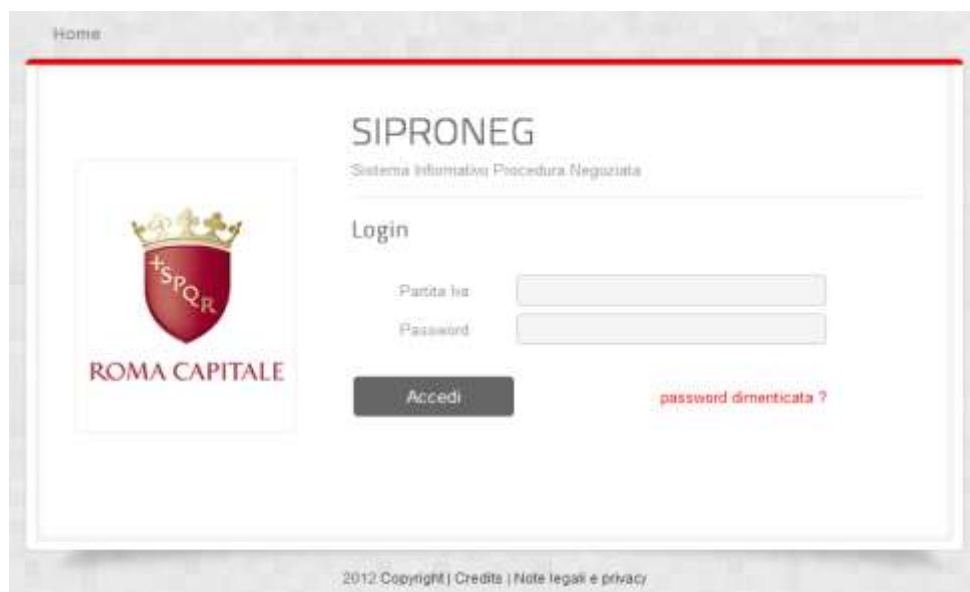 Home
SIPRONEG
Sistema Informativo Procedura Negoziata
Login
+SPQR
Partita Iva
Password
ROMA CAPITALE
Accedi
password dimenticata ?
2012 Copyright | Credits | Note legali e privacy